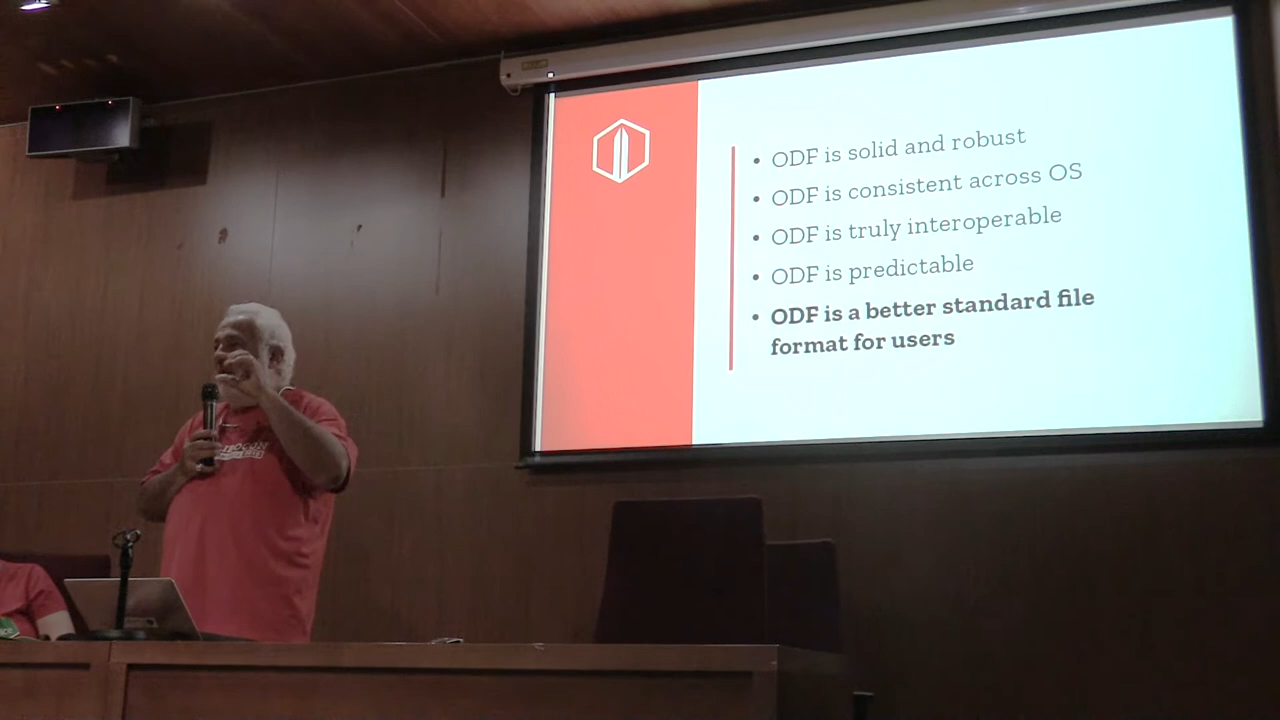 • ODF is solid and robust
• ODF is consistent across OS
• ODF is truly interoperable
• ODF is predictable
• ODF is a better standard file
format for users